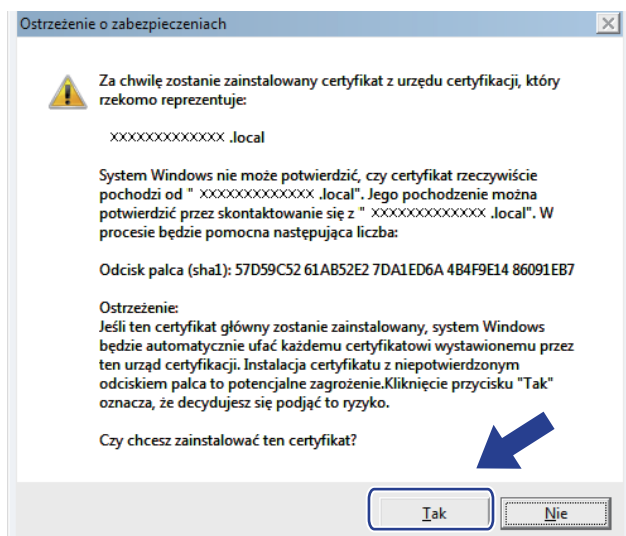 Ostrzeżenie o zabezpieczeniach
Za chwilę zostanie zainstalowany certyfikat z urzędu certyfikacji, który
rzekomo reprezentuje:
XXXXXXXXXXXXX .local
System Windows nie może potwierdzić, czy certyfikat rzeczywiście
pochodzi od " XXXXXXXXXXXXX .local". Jego pochodzenie można
potwierdzić przez skontaktowanie się z " XXXXXXXXXXXXX .local". W
procesie będzie pomocna następująca liczba:
Odcisk palca (sha1): 57D59C52 61AB52E2 7DA1ED6A 4B4F9E14 86091EB7
Ostrzeżenie:
Jeśli ten certyfikat główny zostanie zainstalowany, system Windows
będzie automatycznie ufać każdemu certyfikatowi wystawionemu przez
ten urząd certyfikacji. Instalacja certyfikatu z niepotwierdzonym
odciskiem palca to potencjalne zagrożenie.Kliknięcie przycisku "Tak"
oznacza, że decydujesz się podjąć to ryzyko.
Czy chcesz zainstalować ten certyfikat?
Tak
Nie